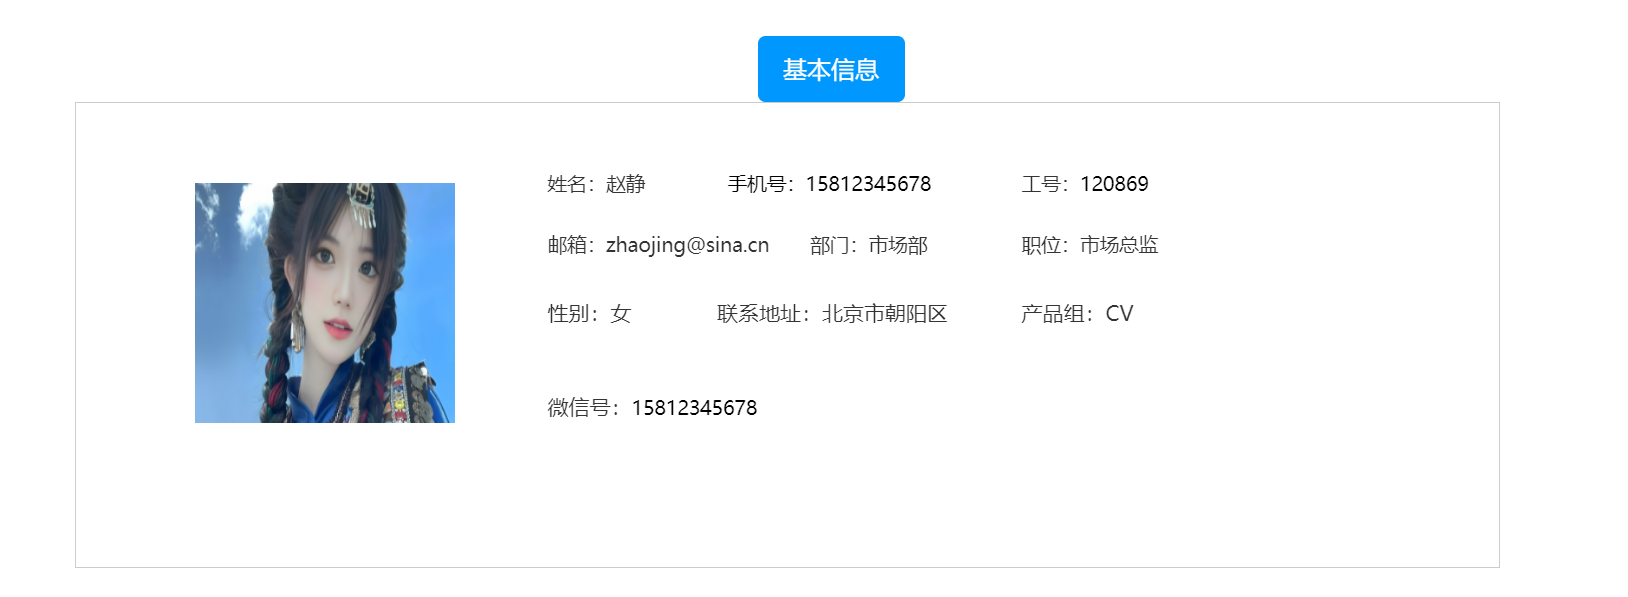 基本信息
姓名：赵静 手机号：15812345678 工号：120869
邮箱：zhaojing@sina.cn 部门：市场部 职位：市场总监
性别：女 联系地址：北京市朝阳区 产品组：CV
微信号：15812345678